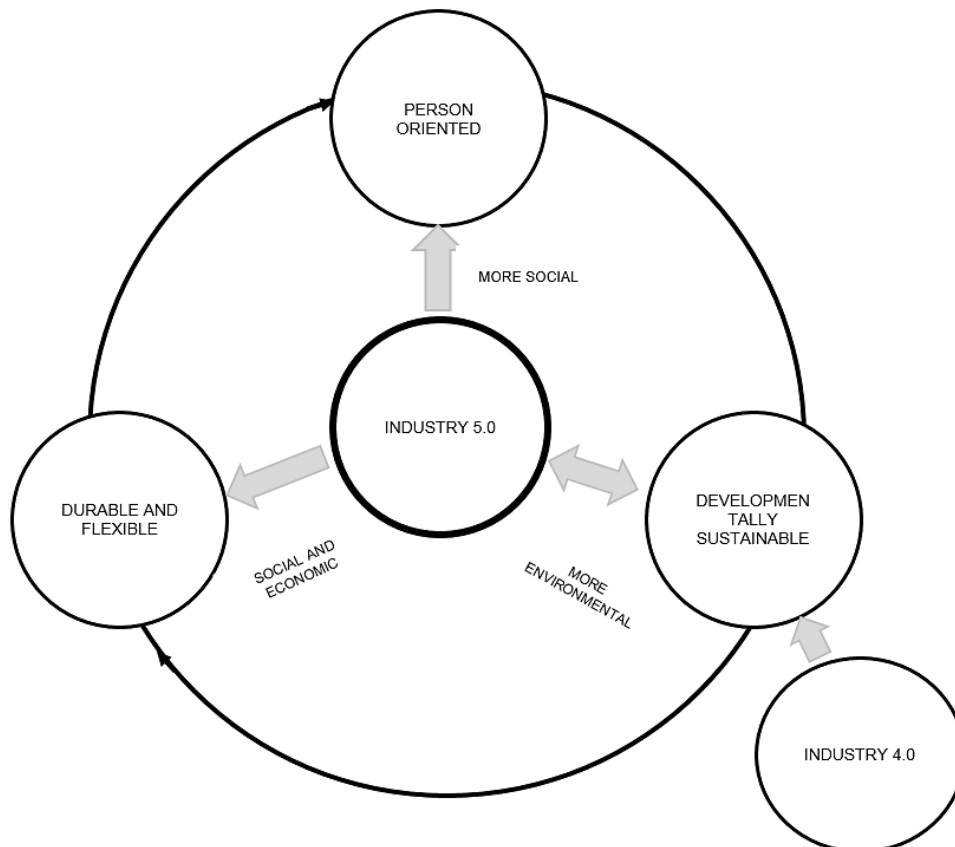 PERSON
ORIENTED
MORE SOCIAL
INDUSTRY 5.0
DURABLE AND
FLEXIBLE
DEVELOPMEN
TALLY
SUSTAINABLE
SOCIAL AND
ECONOMIC
MORE
ENVIRONMENTAL
INDUSTRY 4.0